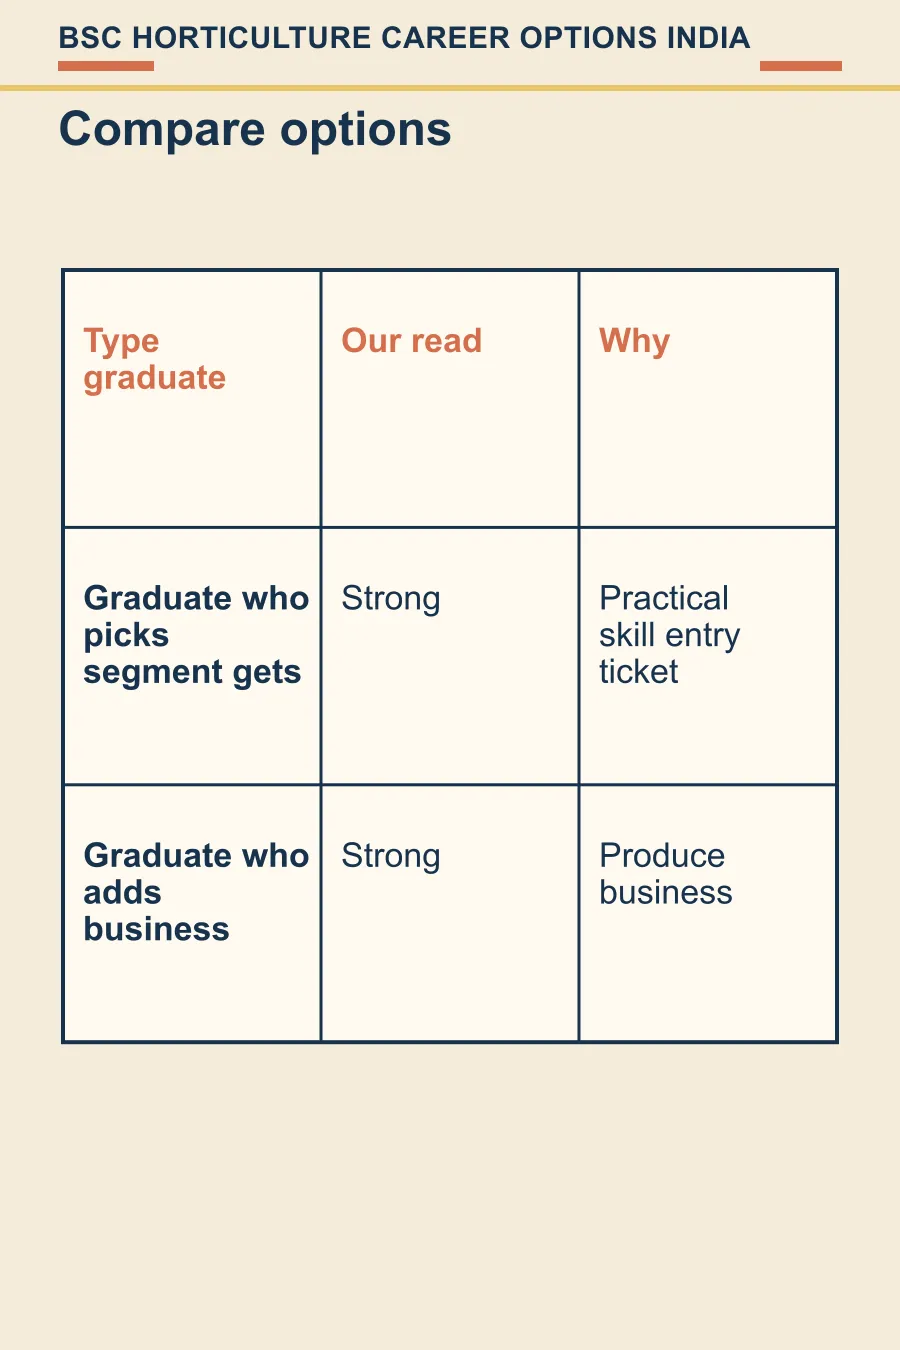 BSC HORTICULTURE CAREER OPTIONS INDIA
Compare options
Type
graduate
Our read
Why
Graduate who
picks
segment gets
Strong
Practical
skill entry
ticket
Graduate who
adds
business
Strong
Produce
business